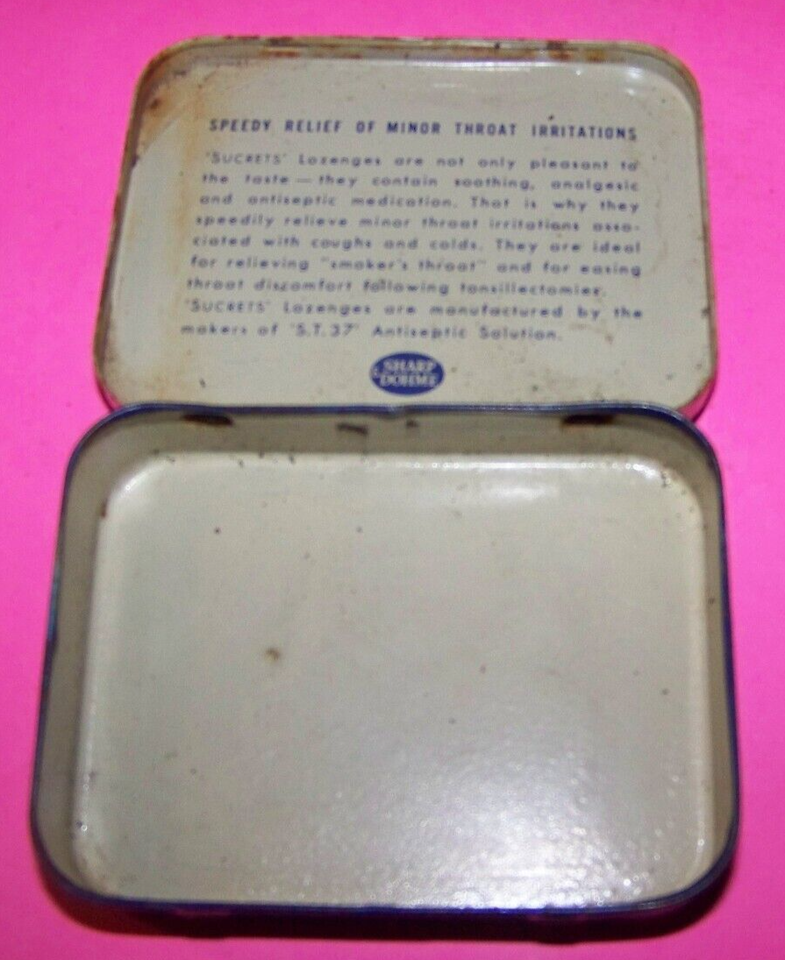 SPEEDY RELIEF OF MINOR THROAT IRRITATIONS
'SUCRETS' Lozenges are not only pleasant to
the taste — they contain soothing, analgesic
and antiseptic medication. That is why they
speedily relieve minor throat irritations asso-
ciated with coughs and colds. They are ideal
for relieving "smoker's throat" and for easing
throat discomfort following tonsillectomies.
'SUCRETS' Lozenges are manufactured by the
makers of 'S.T. 37' Antiseptic Solution.
SHARP
& DOHME